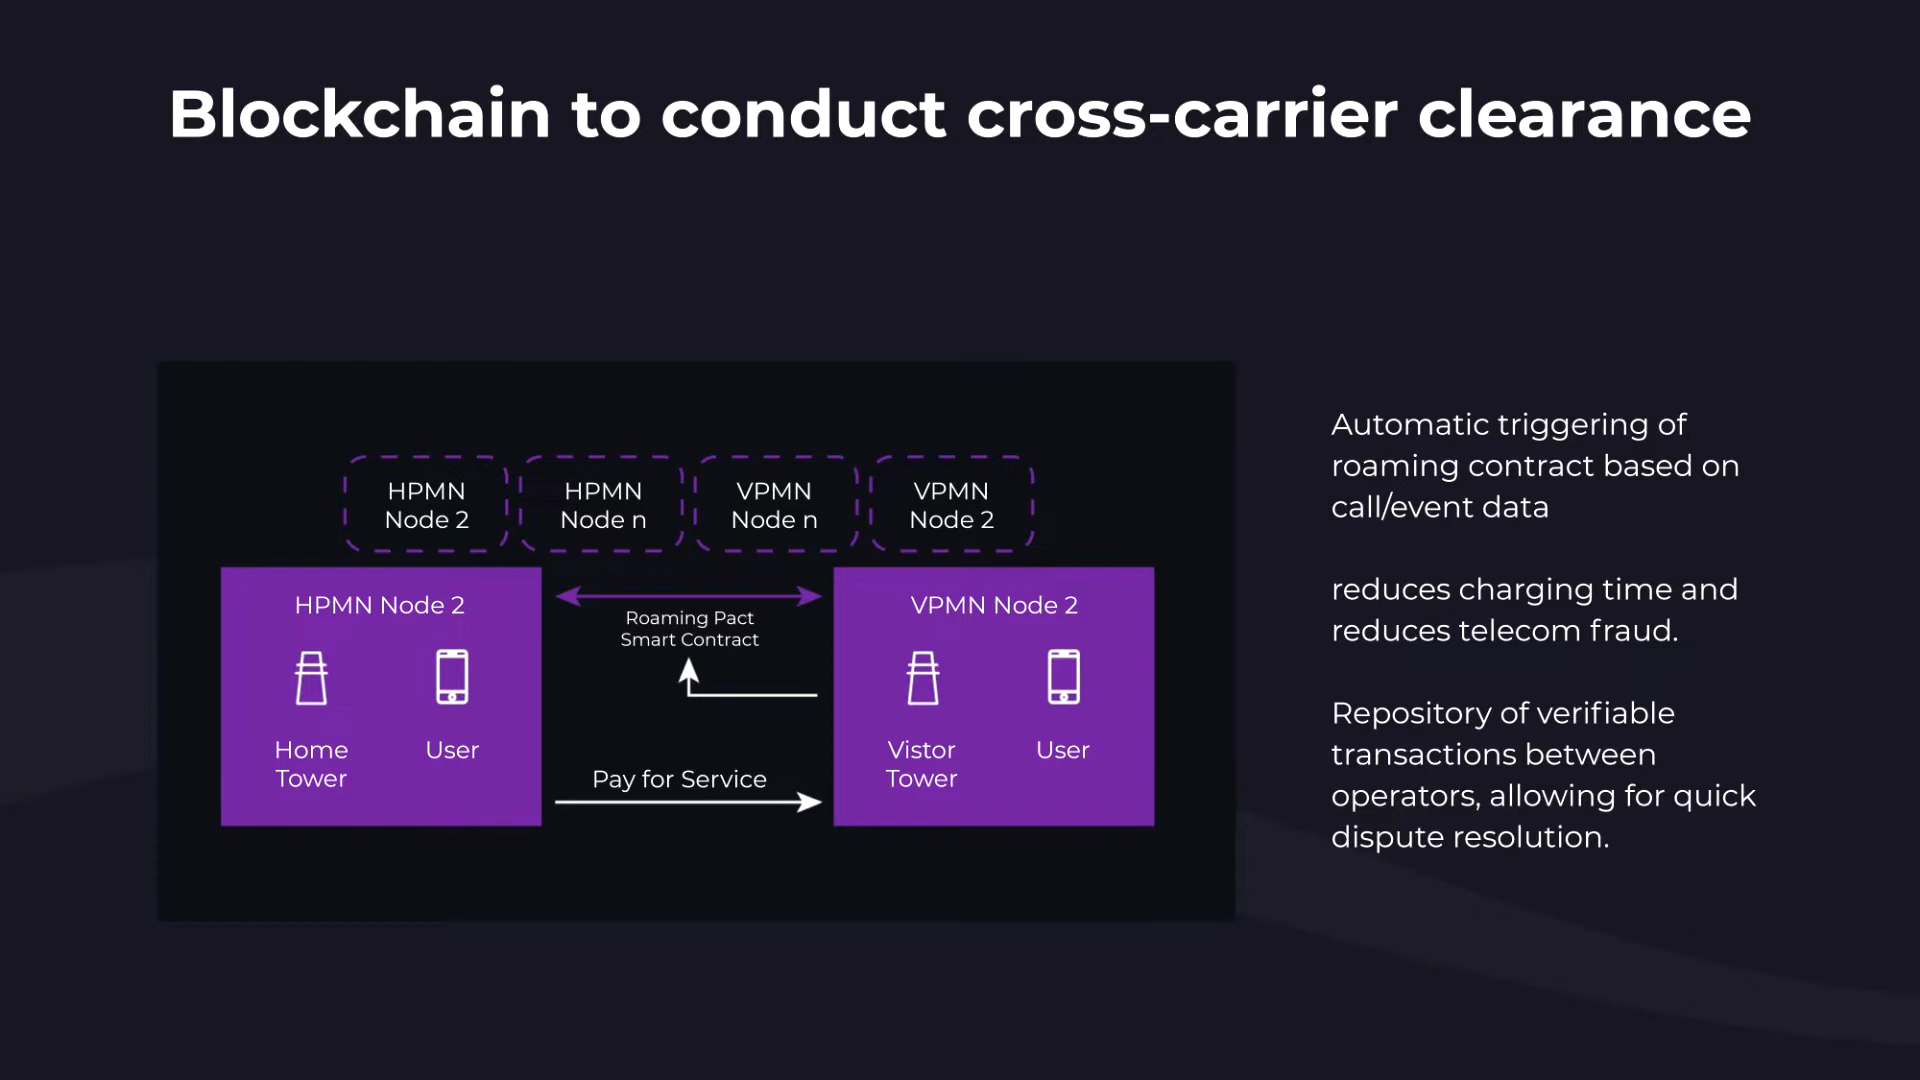 Blockchain to conduct cross-carrier clearance
HPMN
Node 2
HPMN
Node n
VPMN
Node n
VPMN
Node 2
HPMN Node 2
Home
Tower
User
Roaming Pact
Smart Contract
Pay for Service
VPMN Node 2
Vistor
Tower
User
Automatic triggering of
roaming contract based on
call/event data
reduces charging time and
reduces telecom fraud.
Repository of verifiable
transactions between
operators, allowing for quick
dispute resolution.